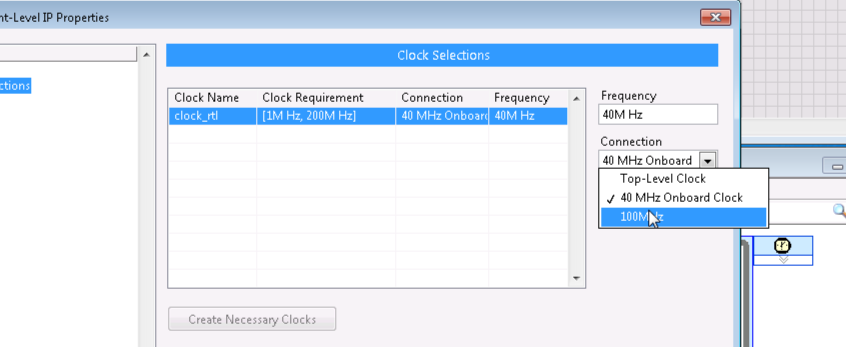 nt-Level IP Properties
ctions
Clock Selections
Clock Name Clock Requirement Connection Frequency
clock_rtl [1M Hz, 200M Hz] 40 MHz Onboard 40M Hz
Frequency
40M Hz
Connection
40 MHz Onboard
Top-Level Clock
✓ 40 MHz Onboard Clock
100MHz
Create Necessary Clocks